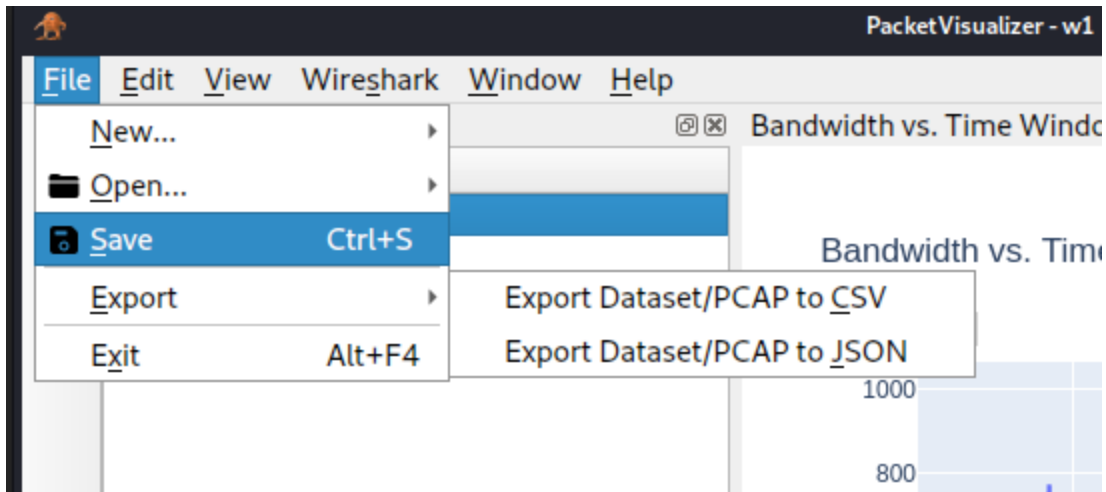 PacketVisualizer - w1
File Edit View Wireshark Window Help
New...
Open...
Save Ctrl+S
Export
Exit Alt+F4
Export Dataset/PCAP to CSV
Export Dataset/PCAP to JSON
Bandwidth vs. Time Windo
Bandwidth vs. Time
1000
800